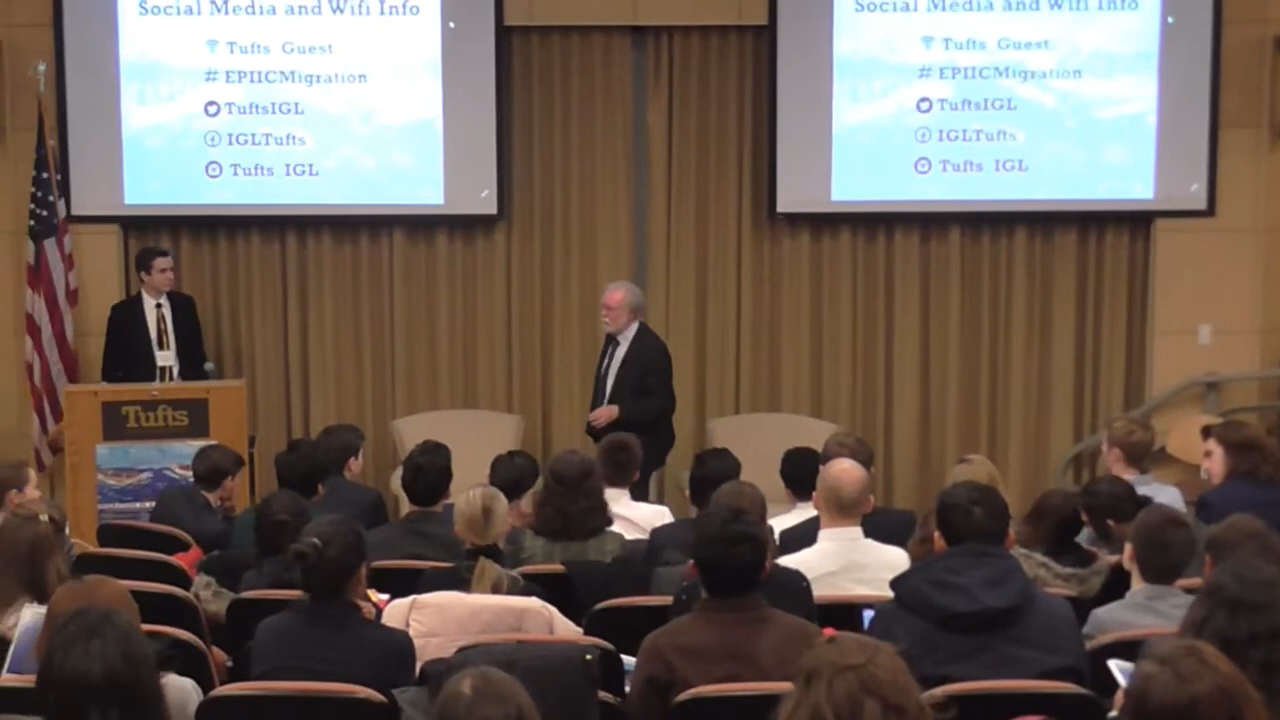 Social Media and Wifi Info
Tufts Guest
# EPIICMigration
TuftsIGL
IGLTufts
Tufts IGL
Social Media and Wifi Info
Tufts Guest
# EPIICMigration
TuftsIGL
IGLTufts
Tufts IGL
Tufts